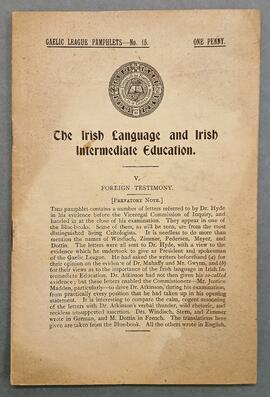 GAELIC LEAGUE PAMPHLETS—No. 15. ONE PENNY.
The Irish Language and Irish
Intermediate Education.
V.
FOREIGN TESTIMONY.
[PREFATORY NOTE.]
THIS pamphlet contains a number of letters referred to by Dr. Hyde
in his evidence before the Viceregal Commission of Inquiry, and
handed in at the close of his examination. They appear in one of
the Blue-books. Some of them, as will be seen, are from the most
distinguished living Celtologists. It is needless to do more than
mention the names of Windisch, Zimmer, Pedersen, Meyer, and
Dottin. The letters were all sent to Dr. Hyde, with a view to the
evidence which he undertook to give as President and spokesman
of the Gaelic League. He had asked the writers beforehand (a) for
their opinion on the evidence of Dr. Mahaffy and Mr. Gwynn, and (b)
for their views as to the importance of the Irish language in Irish In-
termediate Education. Dr. Atkinson had not then given his so-called
evidence; but these letters enabled the Commissioners—Mr. Justice
Madden, particularly—to drive Dr. Atkinson, during his examination,
from practically every position that he had taken up in his opening
statement. It is interesting to compare the calm, cogent reasoning
of the letters with Dr. Atkinson's verbal thunder, wild rhetoric, and
reckless unsupported assertion. Drs. Windisch, Stern, and Zimmer
wrote in German, and M. Dottin in French. The translations here
given are taken from the Blue-book. All the others wrote in English.